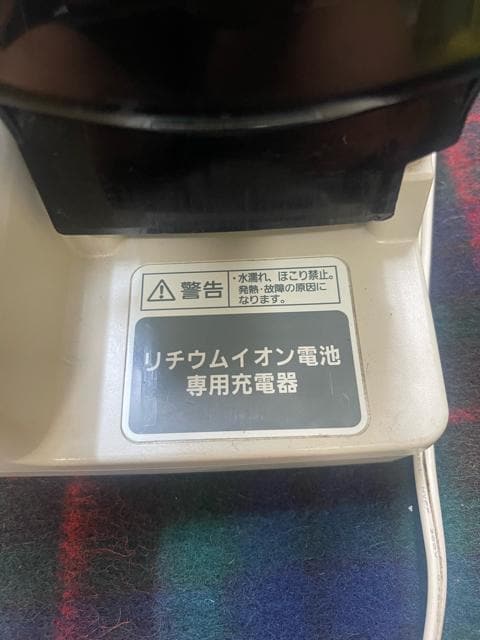 ⚠警告
・水濡れ、ほこり禁止。
発熱・故障の原因に
なります。
リチウムイオン電池
専用充電器